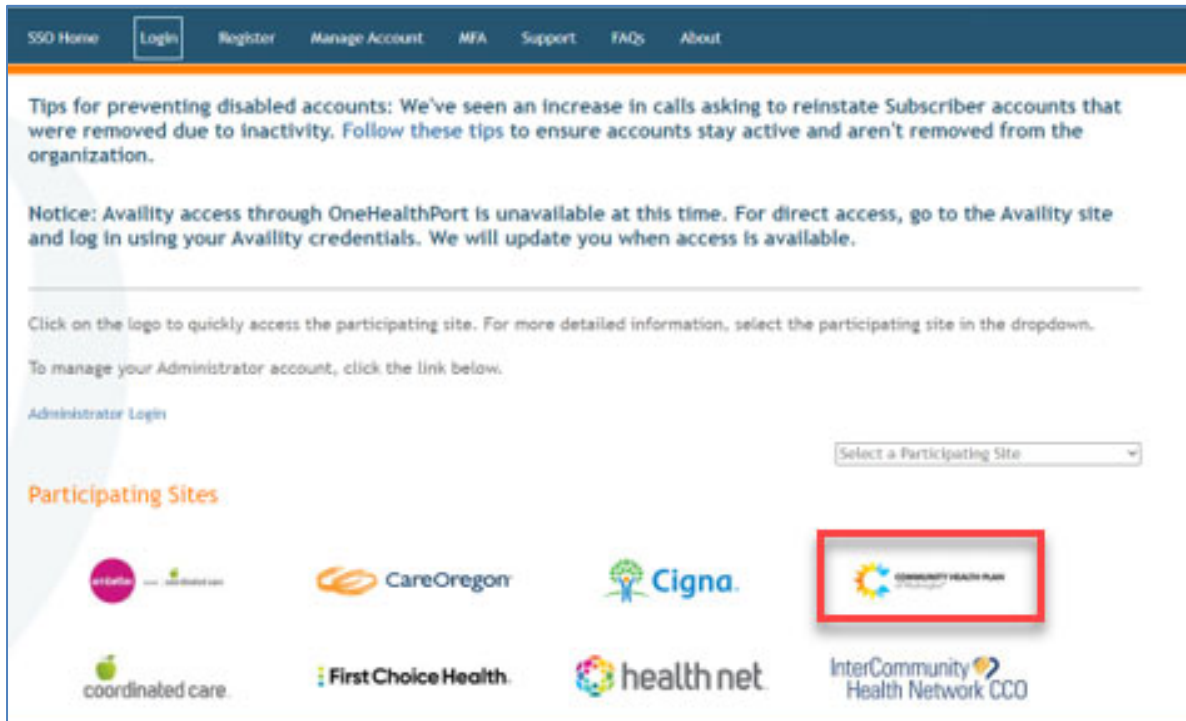 SSO Home Login Register Manage Account MFA Support FAQs About
Tips for preventing disabled accounts: We've seen an increase in calls asking to reinstate Subscriber accounts that
were removed due to inactivity. Follow these tips to ensure accounts stay active and aren't removed from the
organization.
Notice: Availity access through OneHealthPort is unavailable at this time. For direct access, go to the Availity site
and log in using your Availity credentials. We will update you when access is available.
Click on the logo to quickly access the participating site. For more detailed information, select the participating site in the dropdown.
To manage your Administrator account, click the link below.
Administrator Login
Select a Participating Site
Participating Sites
ambetter coordinated care
CareOregon
Cigna.
COMMUNITY HEALTH PLAN
of Washington
coordinated care.
First Choice Health.
health net
InterCommunity
Health Network CCO